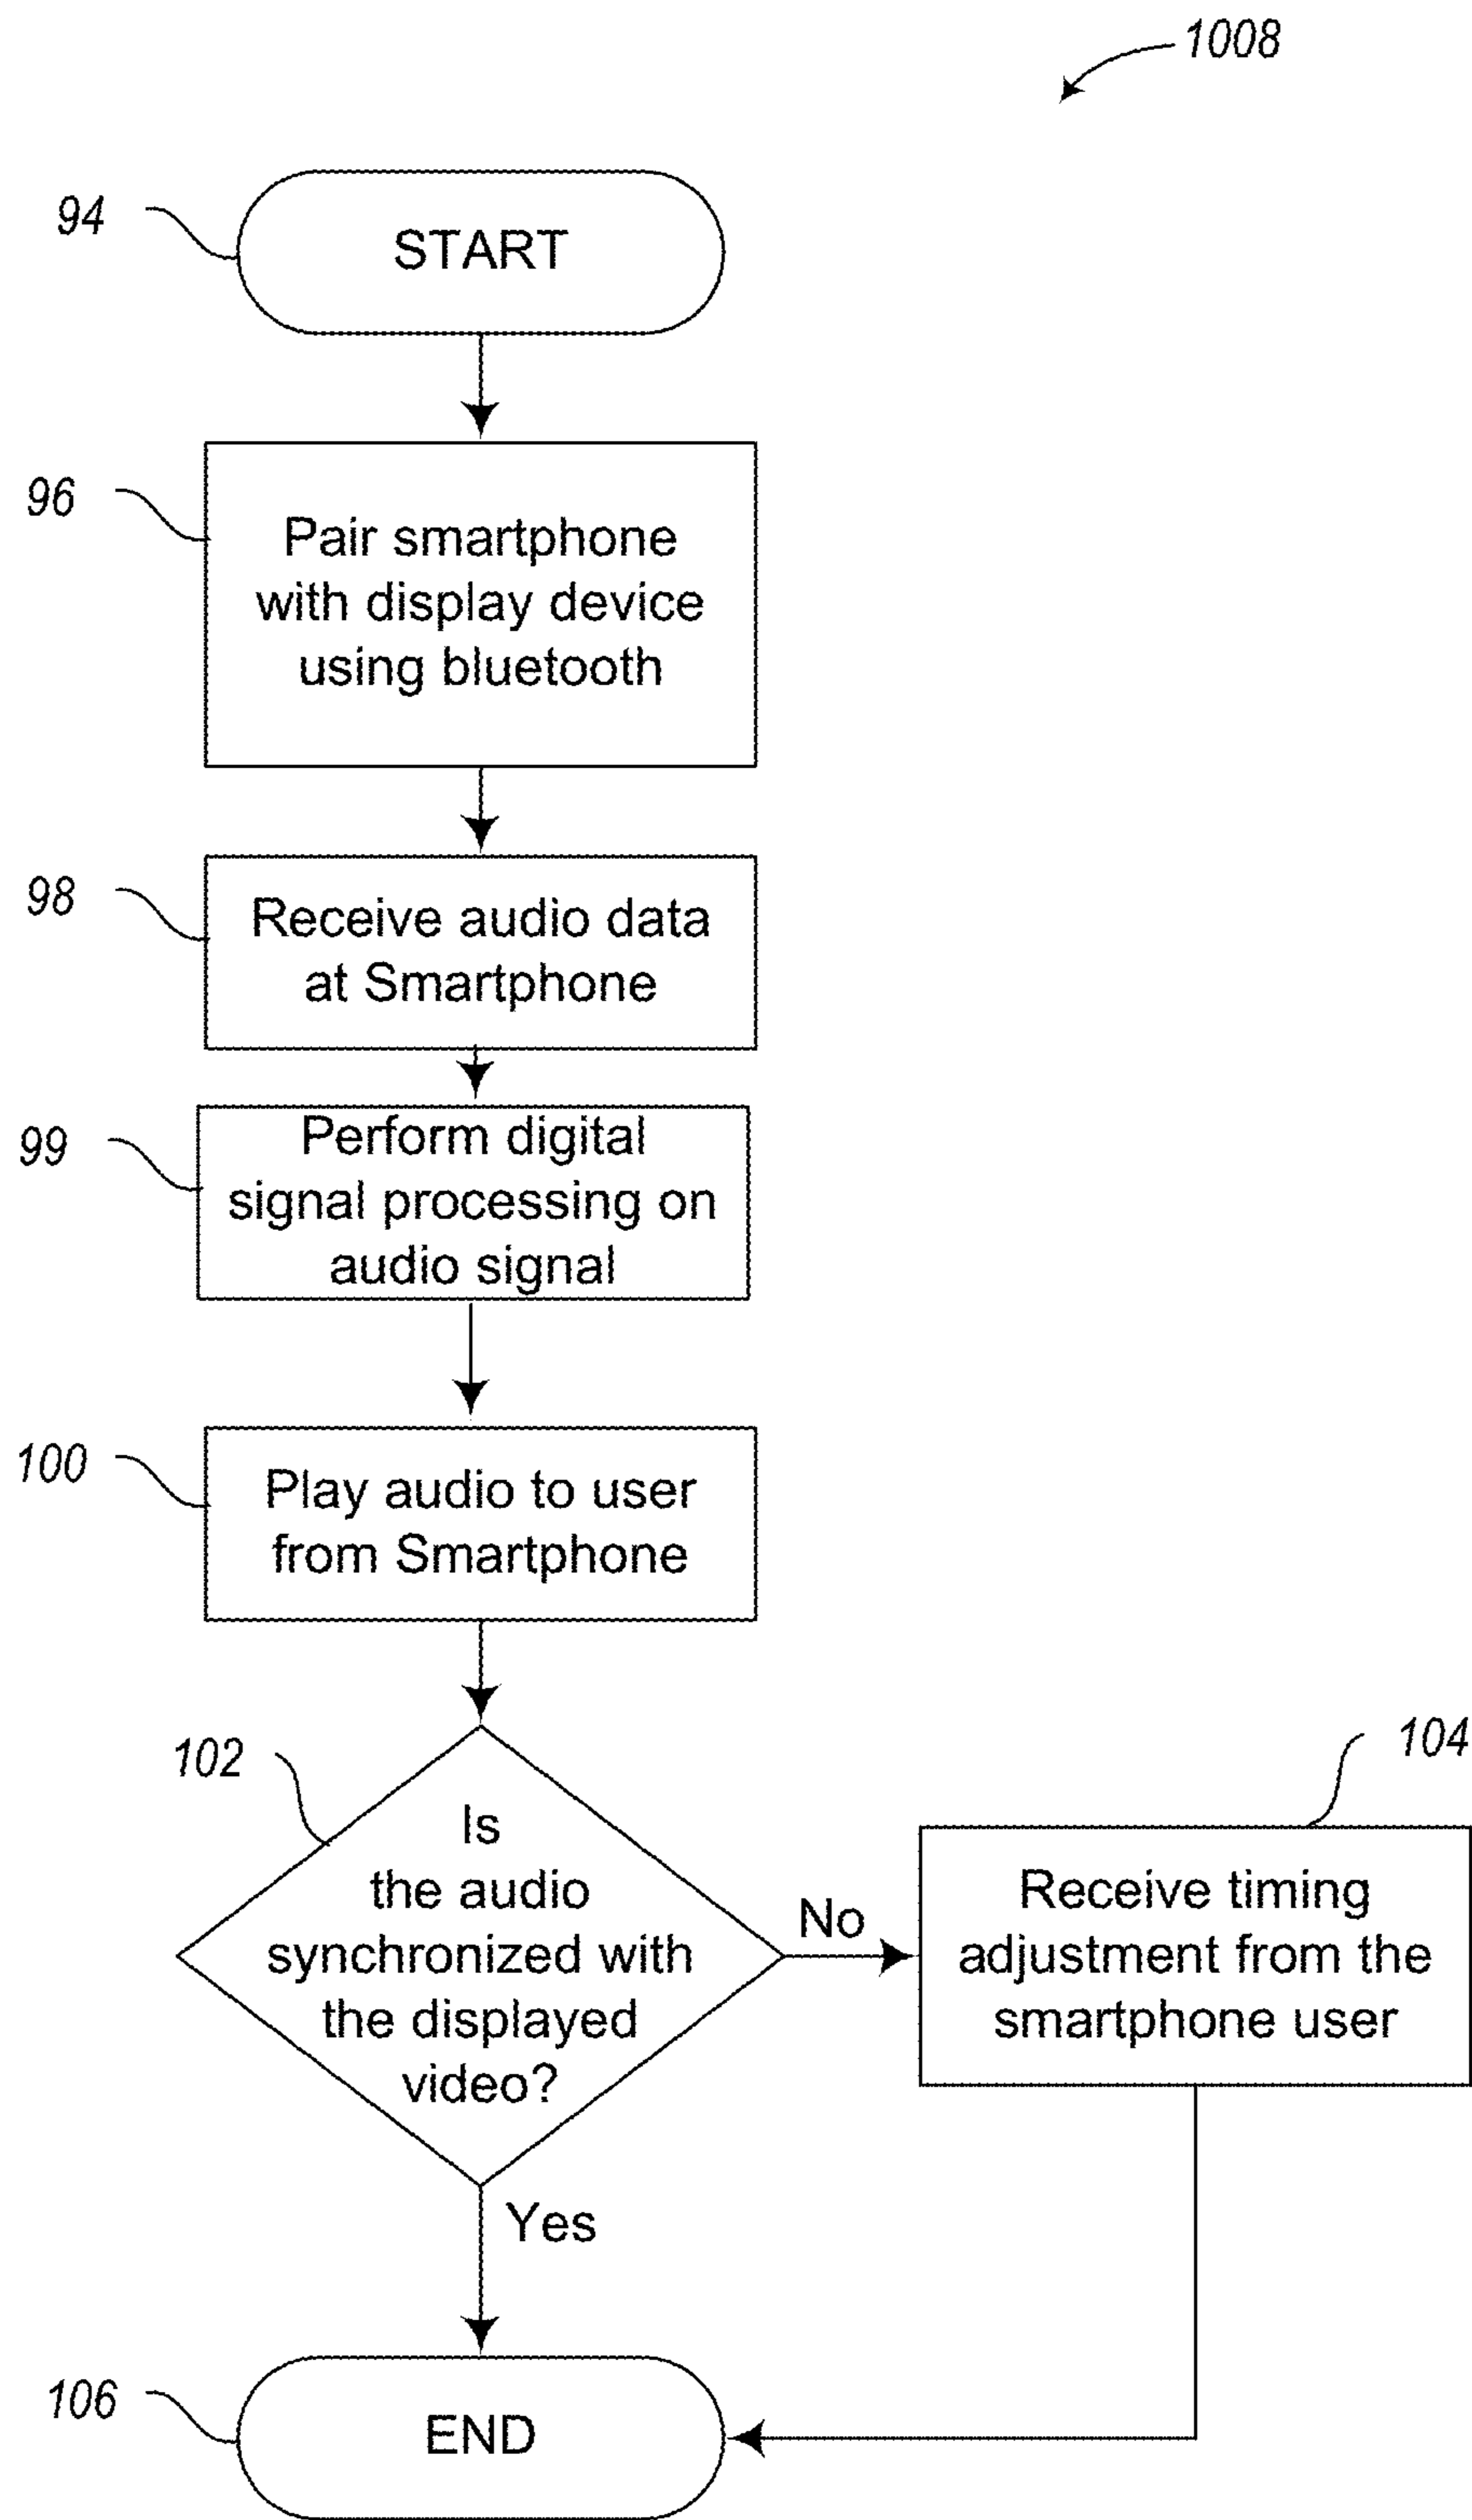 1008
94
START
96
Pair smartphone
with display device
using bluetooth
98
Receive audio data
at Smartphone
99
Perform digital
signal processing on
audio signal
100
Play audio to user
from Smartphone
102
Is
the audio
synchronized with
the displayed
video?
No
104
Receive timing
adjustment from the
smartphone user
Yes
106
END